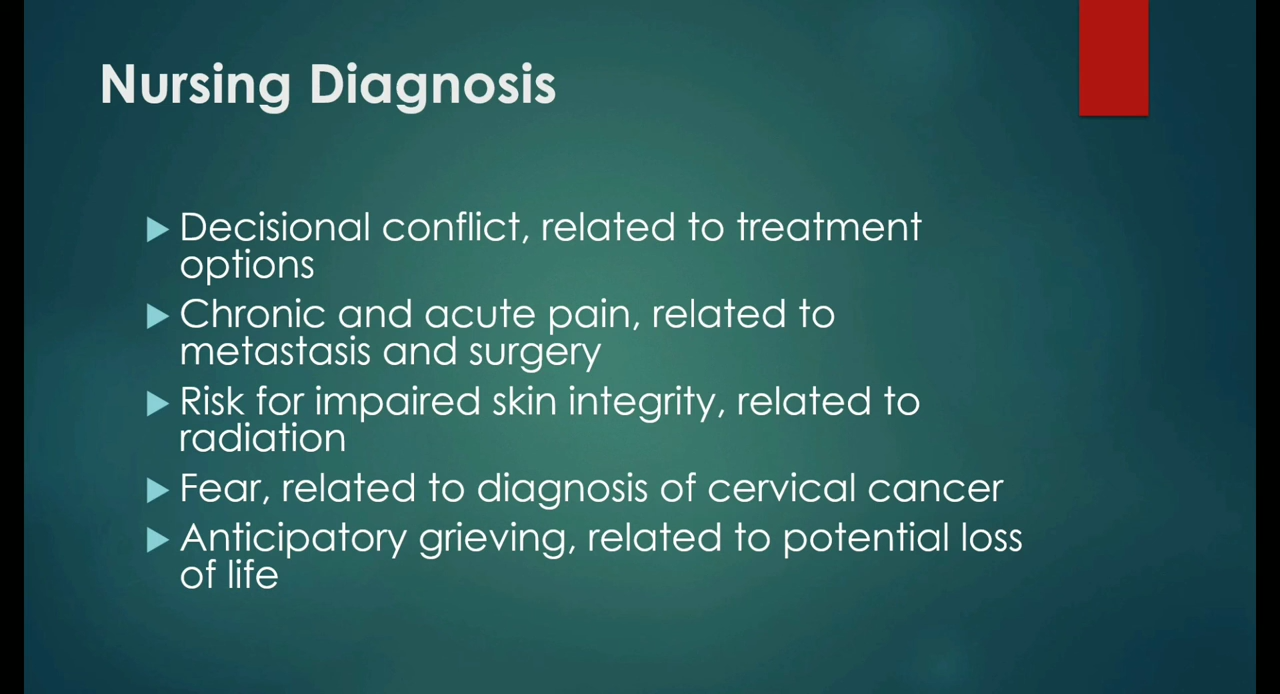 Nursing Diagnosis
Decisional conflict, related to treatment
options
Chronic and acute pain, related to
metastasis and surgery
Risk for impaired skin integrity, related to
radiation
Fear, related to diagnosis of cervical cancer
Anticipatory grieving, related to potential loss
of life